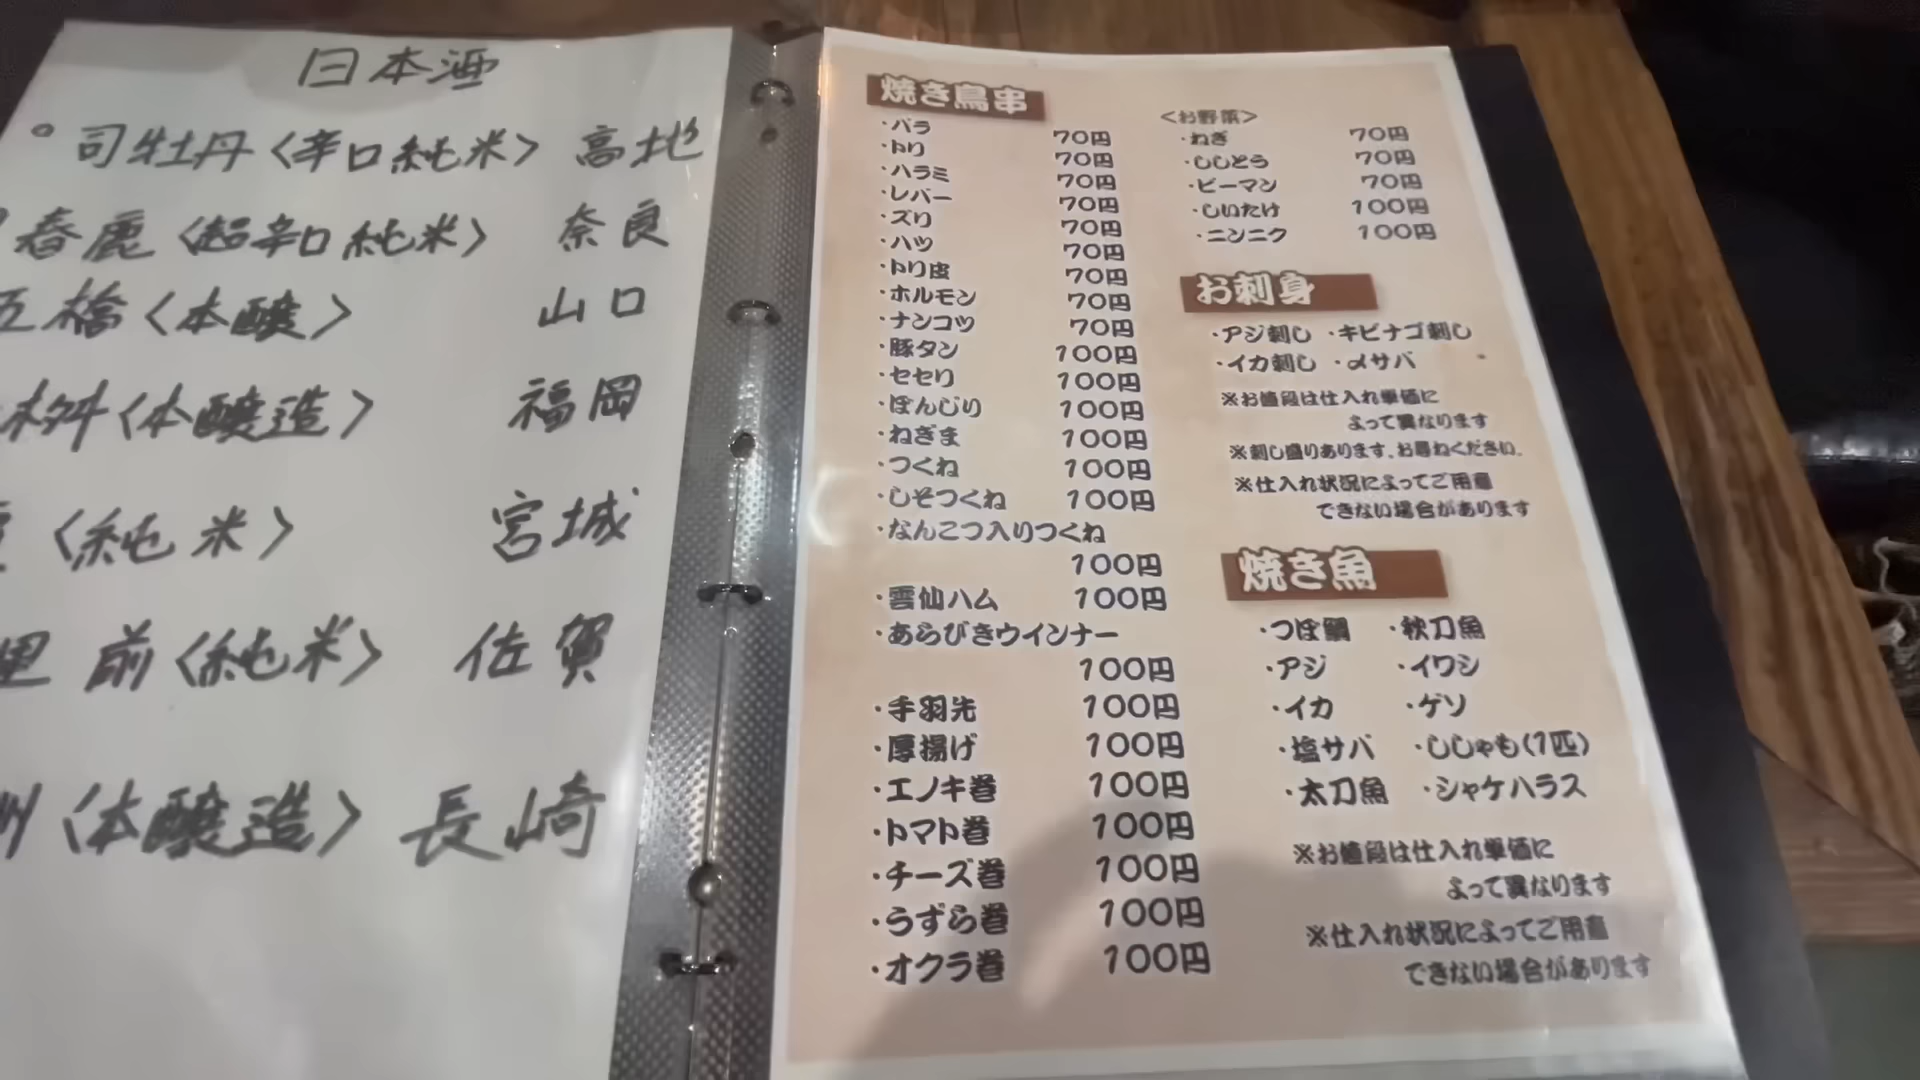 日本酒
司牡丹〈辛口純米〉 高地
春鹿〈超辛口純米〉 奈良
五橋〈本醸〉 山口
〈本醸造〉 福岡
〈純米〉 宮城
前〈純米〉 佐賀
州〈本醸造〉 長崎
焼き鳥串
・バラ 70円
・トリ 70円
・ハラミ 70円
・レバー 70円
・ズリ 70円
・ハツ 70円
・トリ皮 70円
・ホルモン 70円
・ナンコツ 70円
・豚タン 100円
・セセリ 100円
・ぼんじり 100円
・ねぎま 100円
・つくね 100円
・しそつくね 100円
・なんこつ入りつくね
100円
・雲仙ハム 100円
・あらびきウインナー
100円
・手羽先 100円
・厚揚げ 100円
・エノキ巻 100円
・トマト巻 100円
・チーズ巻 100円
・うずら巻 100円
・オクラ巻 100円
<お野菜>
・ねぎ 70円
・ししとう 70円
・ピーマン 70円
・しいたけ 100円
・ニンニク 100円
お刺身
・アジ刺し ・キビナゴ刺し
・イカ刺し ・〆サバ
※お値段は仕入れ単価に
よって異なります
※刺し盛りあります、お尋ねください。
※仕入れ状況によってご用意
できない場合があります
焼き魚
・つぼ鯛 ・秋刀魚
・アジ ・イワシ
・イカ ・ゲソ
・塩サバ ・ししゃも(1匹)
・太刀魚 ・シャケハラス
※お値段は仕入れ単価に
よって異なります
※仕入れ状況によってご用意
できない場合があります